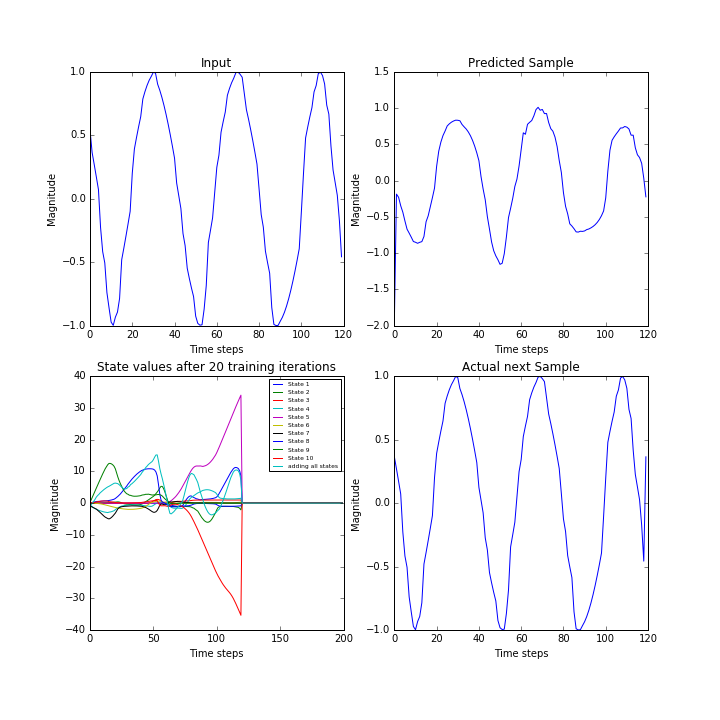 Input
1.0
0.5
0.0
−0.5
−1.0
Magnitude
0 20 40 60 80 100 120
Time steps
Predicted Sample
1.5
1.0
0.5
0.0
−0.5
−1.0
−1.5
−2.0
Magnitude
0 20 40 60 80 100 120
Time steps
State values after 20 training iterations
40
30
20
10
0
−10
−20
−30
−40
Magnitude
0 50 100 150 200
Time steps
State 1
State 2
State 3
State 4
State 5
State 6
State 7
State 8
State 9
State 10
adding all states
Actual next Sample
1.0
0.5
0.0
−0.5
−1.0
Magnitude
0 20 40 60 80 100 120
Time steps